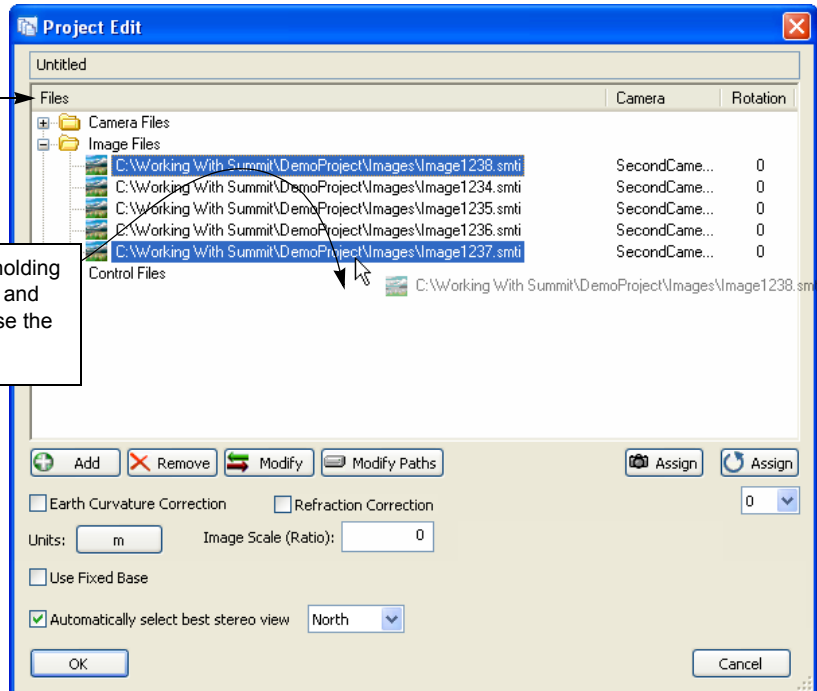 Project Edit
Untitled
Files Camera Rotation
Camera Files
Image Files
C:\Working With Summit\DemoProject\Images\Image1238.smti SecondCame... 0
C:\Working With Summit\DemoProject\Images\Image1234.smti SecondCame... 0
C:\Working With Summit\DemoProject\Images\Image1235.smti SecondCame... 0
C:\Working With Summit\DemoProject\Images\Image1236.smti SecondCame... 0
C:\Working With Summit\DemoProject\Images\Image1237.smti SecondCame... 0
Control Files
C:\Working With Summit\DemoProject\Images\Image1238.sm
holding
and
se the
Add Remove Modify Modify Paths Assign Assign
Earth Curvature Correction Refraction Correction 0
Units: m Image Scale (Ratio): 0
Use Fixed Base
Automatically select best stereo view North
OK Cancel